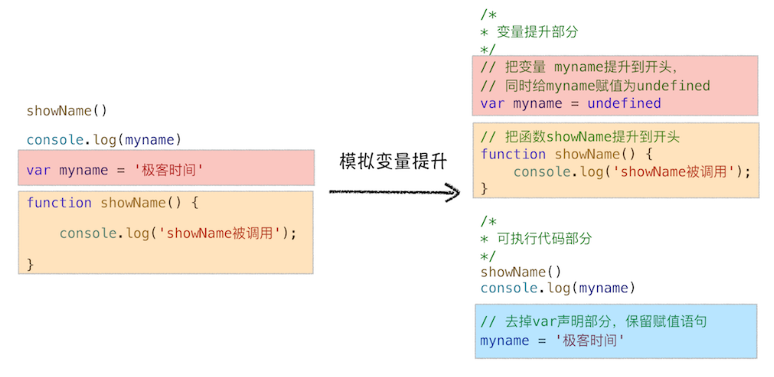 showName()
console.log(myname)
var myname = '极客时间'
function showName() {
console.log('showName被调用');
}
模拟变量提升
/*
* 变量提升部分
*/
// 把变量 myname提升到开头，
// 同时给myname赋值为undefined
var myname = undefined
// 把函数showName提升到开头
function showName() {
console.log('showName被调用');
}
/*
* 可执行代码部分
*/
showName()
console.log(myname)
// 去掉var声明部分，保留赋值语句
myname = '极客时间'